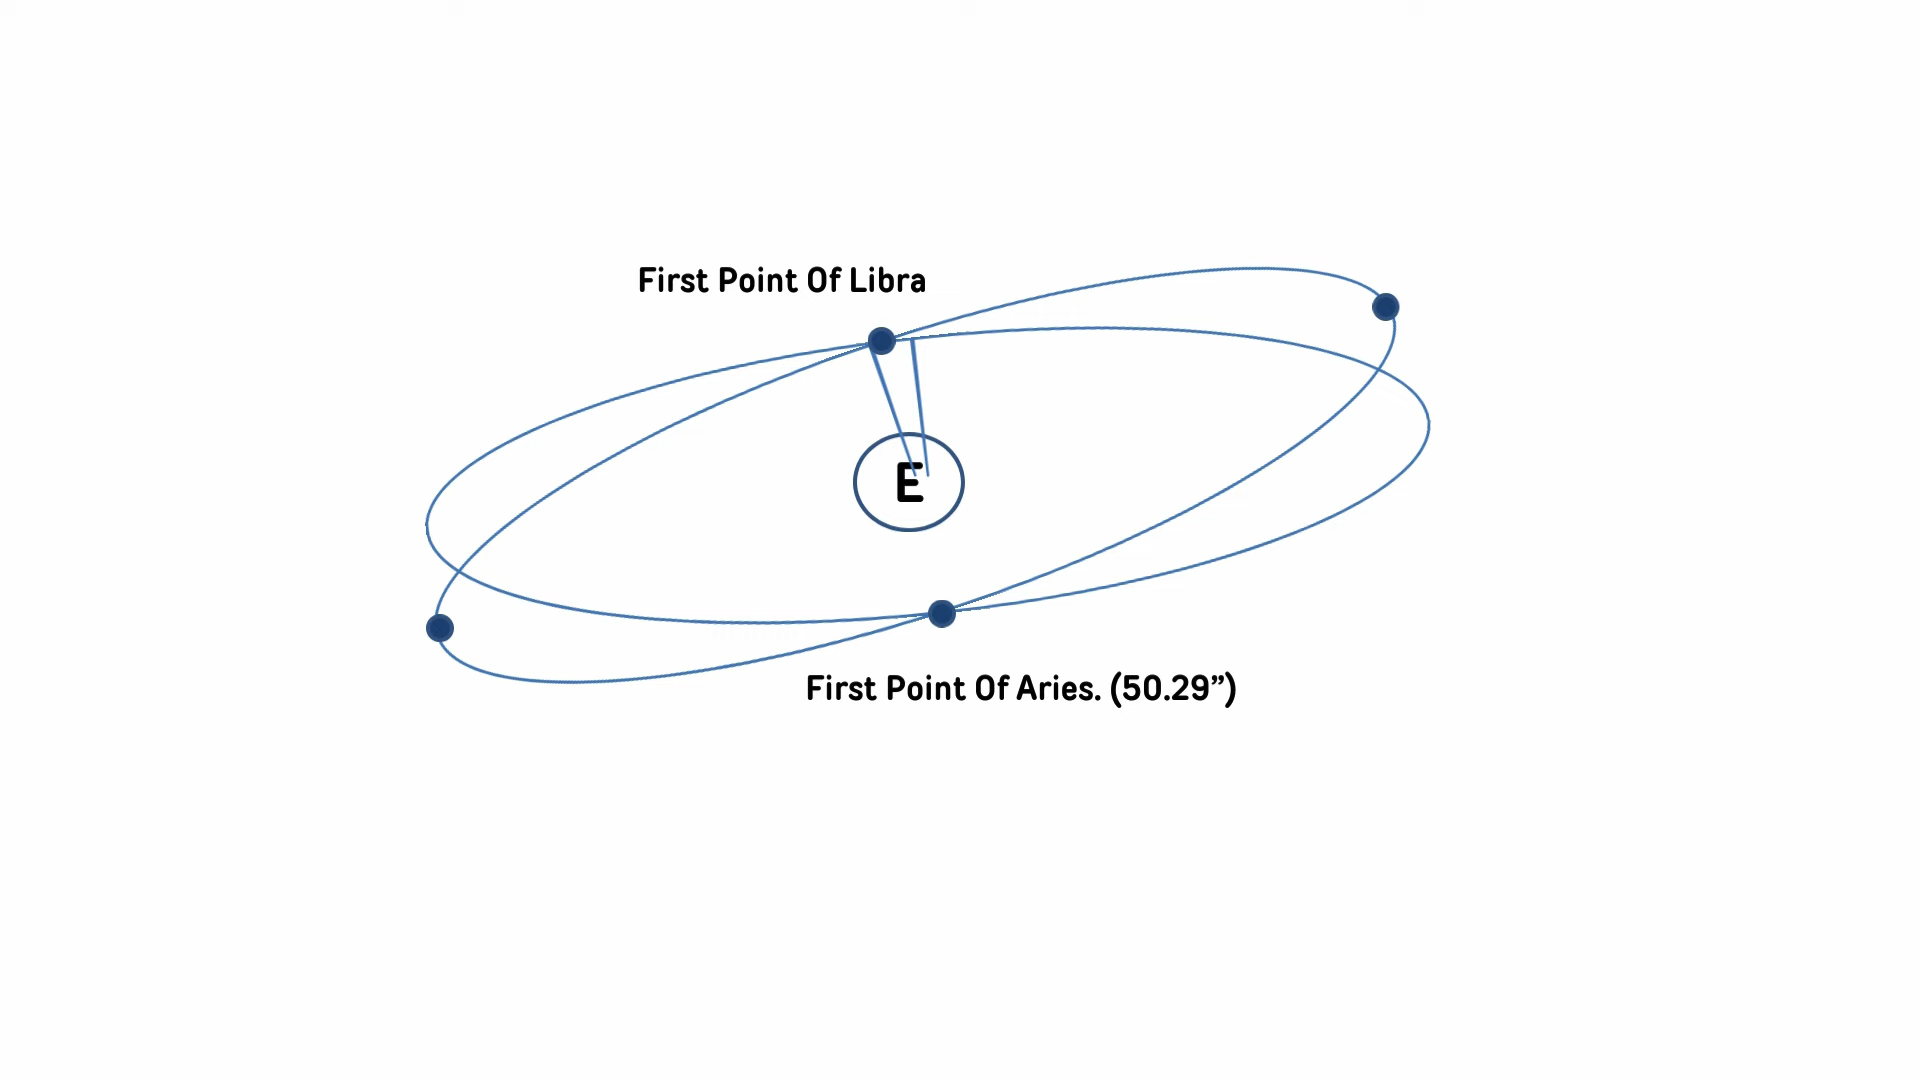 First Point Of Libra
E
First Point Of Aries. (50.29”)